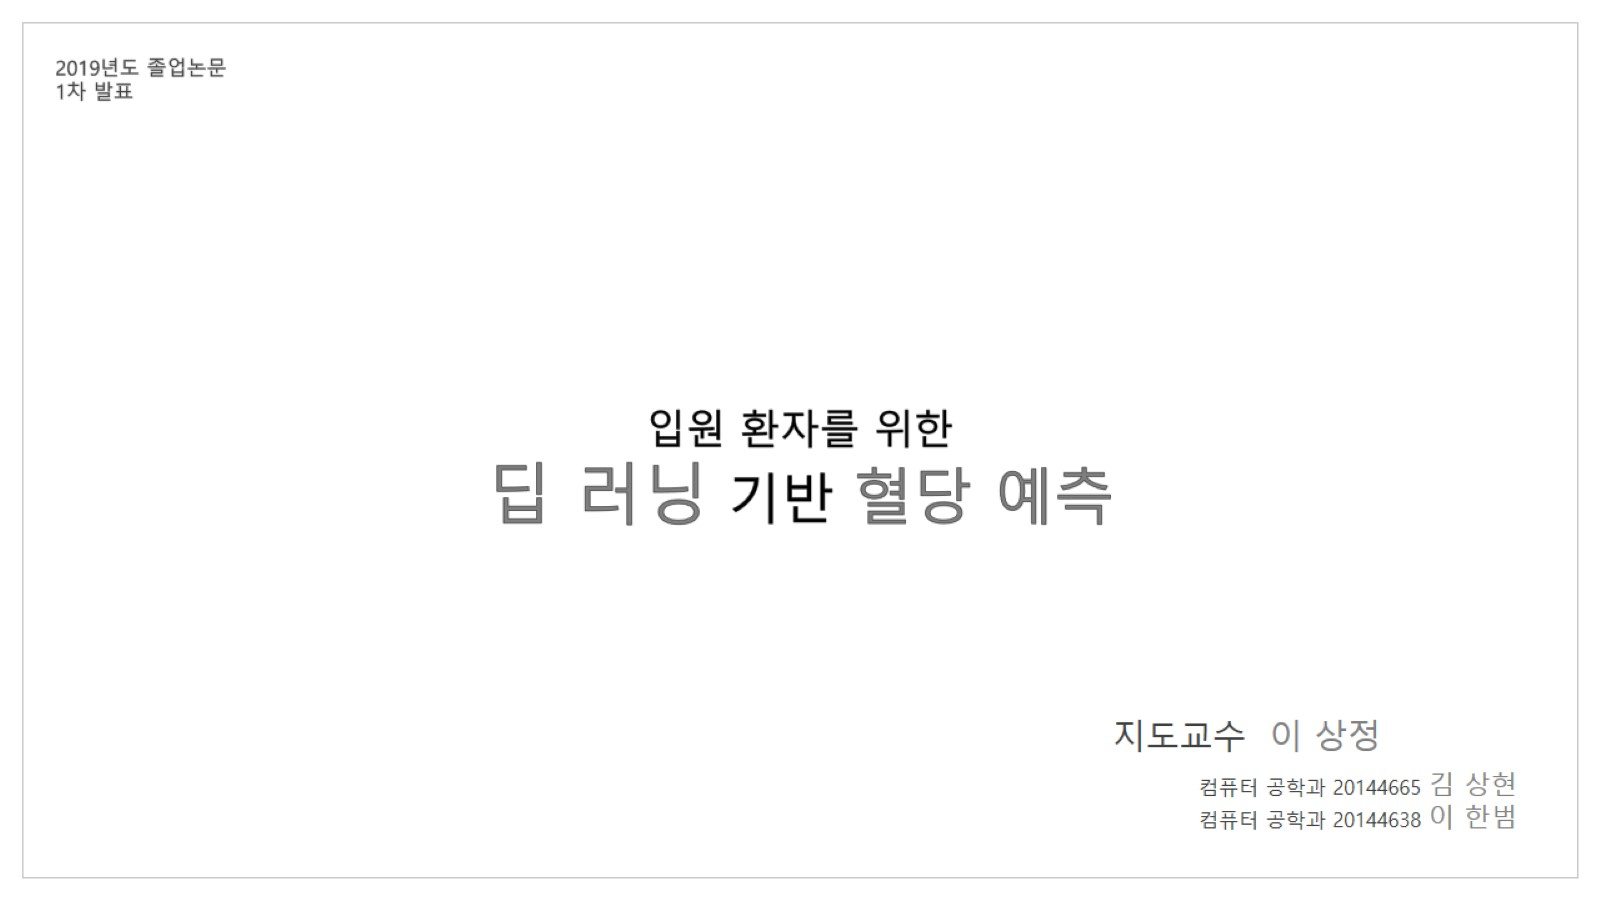 2019년도 졸업논문
1차 발표
입원 환자를 위한
딥 러닝 기반 혈당 예측
지도교수 이 상정
컴퓨터 공학과 20144665 김 상현
컴퓨터 공학과 20144638 이 한범